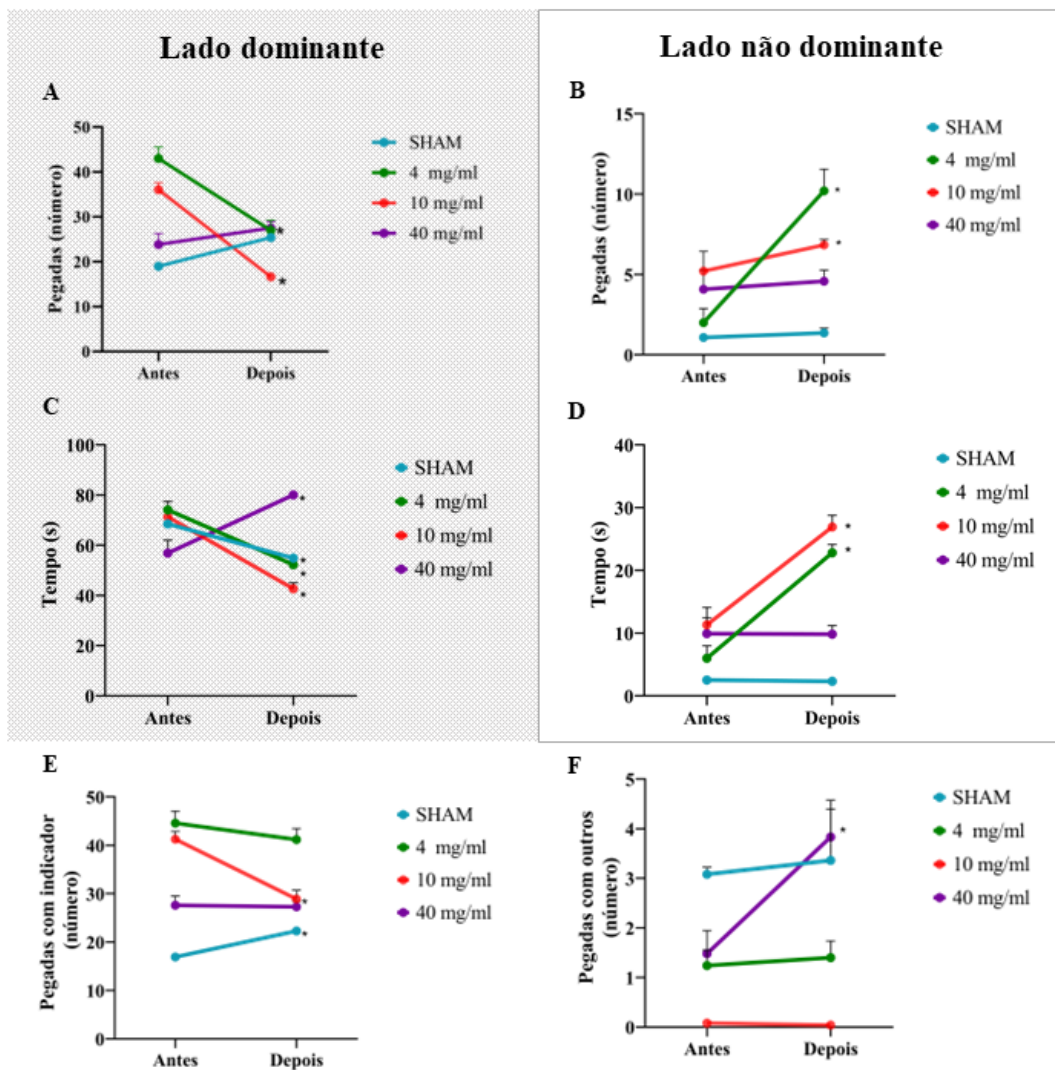 Lado dominante
Lado não dominante
A
Pegadas (número)
50
40
30
20
10
0
Antes
Depois
SHAM
4 mg/ml
10 mg/ml
40 mg/ml
*
*
B
Pegadas (número)
15
10
5
0
Antes
Depois
SHAM
4 mg/ml
10 mg/ml
40 mg/ml
*
*
C
Tempo (s)
100
80
60
40
20
0
Antes
Depois
SHAM
4 mg/ml
10 mg/ml
40 mg/ml
*
*
*
*
D
Tempo (s)
40
30
20
10
0
Antes
Depois
SHAM
4 mg/ml
10 mg/ml
40 mg/ml
*
*
E
Pegadas com indicador
(número)
50
40
30
20
10
0
Antes
Depois
SHAM
4 mg/ml
10 mg/ml
40 mg/ml
*
*
F
Pegadas com outros
(número)
5
4
3
2
1
0
Antes
Depois
SHAM
4 mg/ml
10 mg/ml
40 mg/ml
*